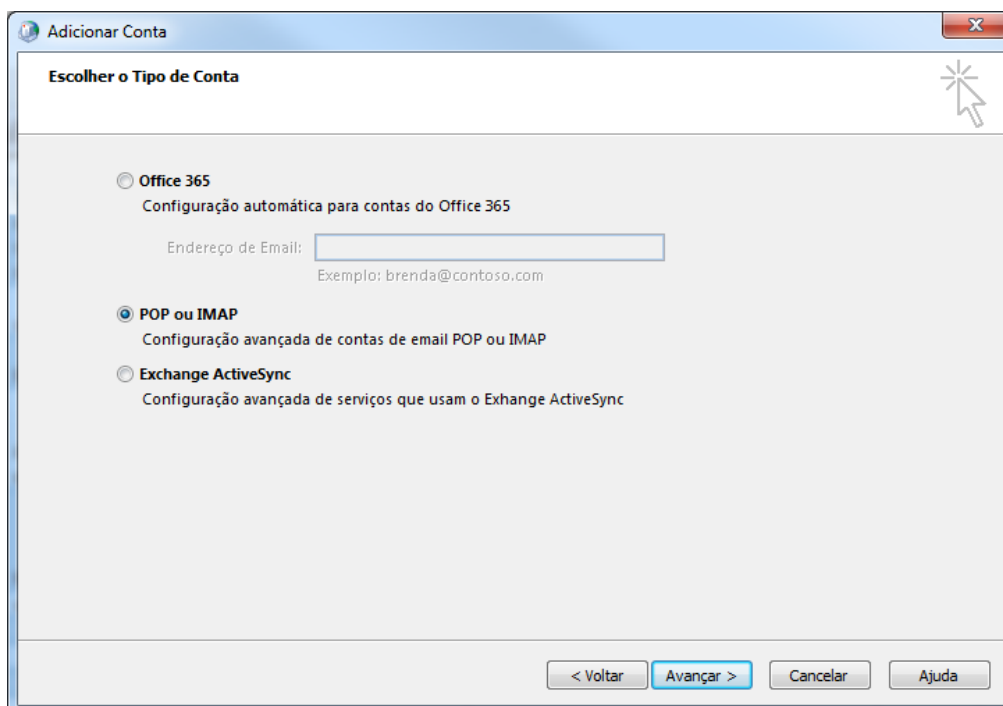 Adicionar Conta
Escolher o Tipo de Conta
Office 365
Configuração automática para contas do Office 365
Endereço de Email:
Exemplo: brenda@contoso.com
POP ou IMAP
Configuração avançada de contas de email POP ou IMAP
Exchange ActiveSync
Configuração avançada de serviços que usam o Exhange ActiveSync
< Voltar Avançar > Cancelar Ajuda